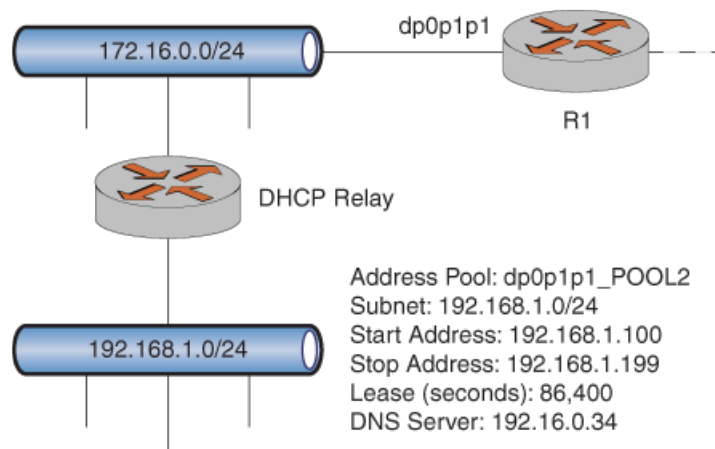 dp0p1p1
172.16.0.0/24
R1
DHCP Relay
Address Pool: dp0p1p1_POOL2
Subnet: 192.168.1.0/24
Start Address: 192.168.1.100
192.168.1.0/24
Stop Address: 192.168.1.199
Lease (seconds): 86,400
DNS Server: 192.16.0.34